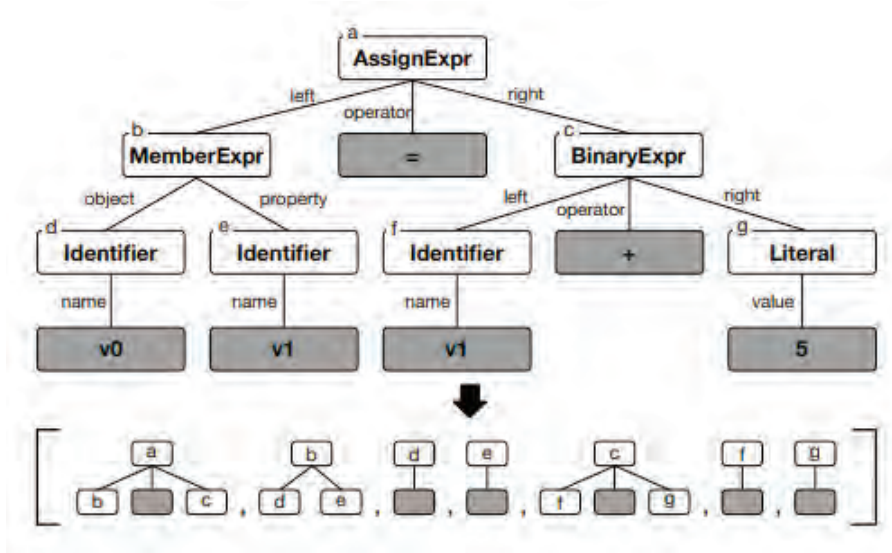 a
AssignExpr
left operator right
b c
MemberExpr = BinaryExpr
object property left operator right
d e f g
Identifier Identifier Identifier + Literal
name name name value
v0 v1 v1 5
a b d e c f g
b c , d e , , , f g , ,